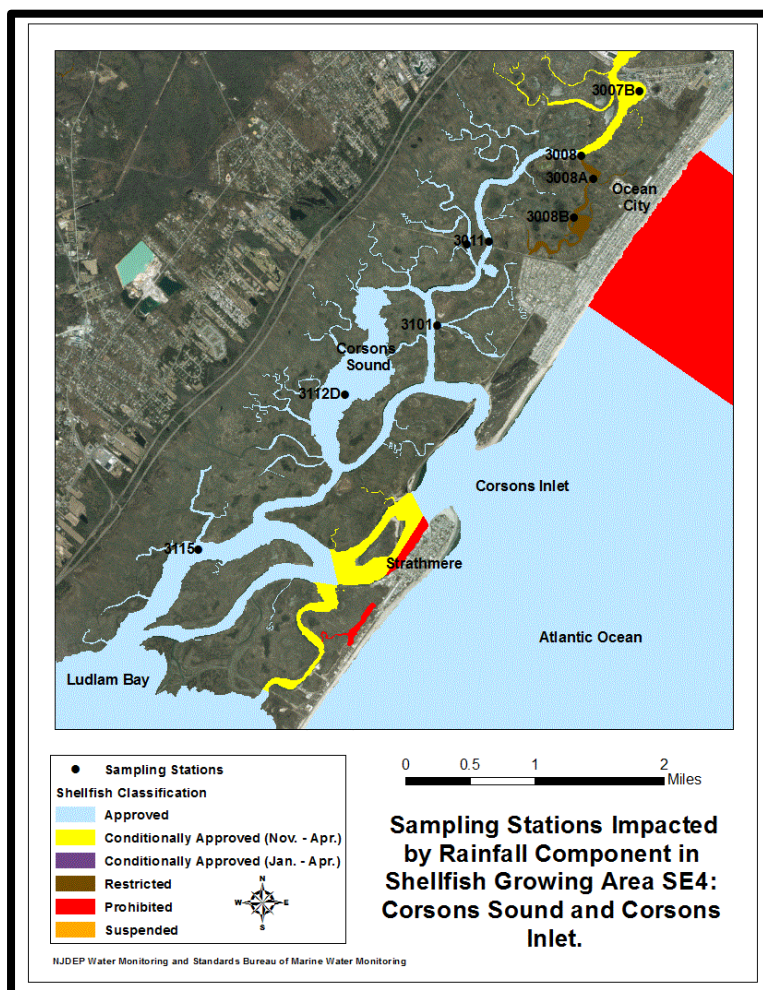 3007B
3008
3008A
Ocean
City
3008B
3011
3101
Corsons
Sound
3112D
Corsons Inlet
3115
Strathmere
Atlantic Ocean
Ludlam Bay
Sampling Stations
Shellfish Classification
Approved
Conditionally Approved (Nov. - Apr.)
Conditionally Approved (Jan. - Apr.)
Restricted
Prohibited
Suspended
N
W
E
S
0 0.5 1 2
Miles
Sampling Stations Impacted
by Rainfall Component in
Shellfish Growing Area SE4:
Corsons Sound and Corsons
Inlet.
NJDEP Water Monitoring and Standards Bureau of Marine Water Monitoring